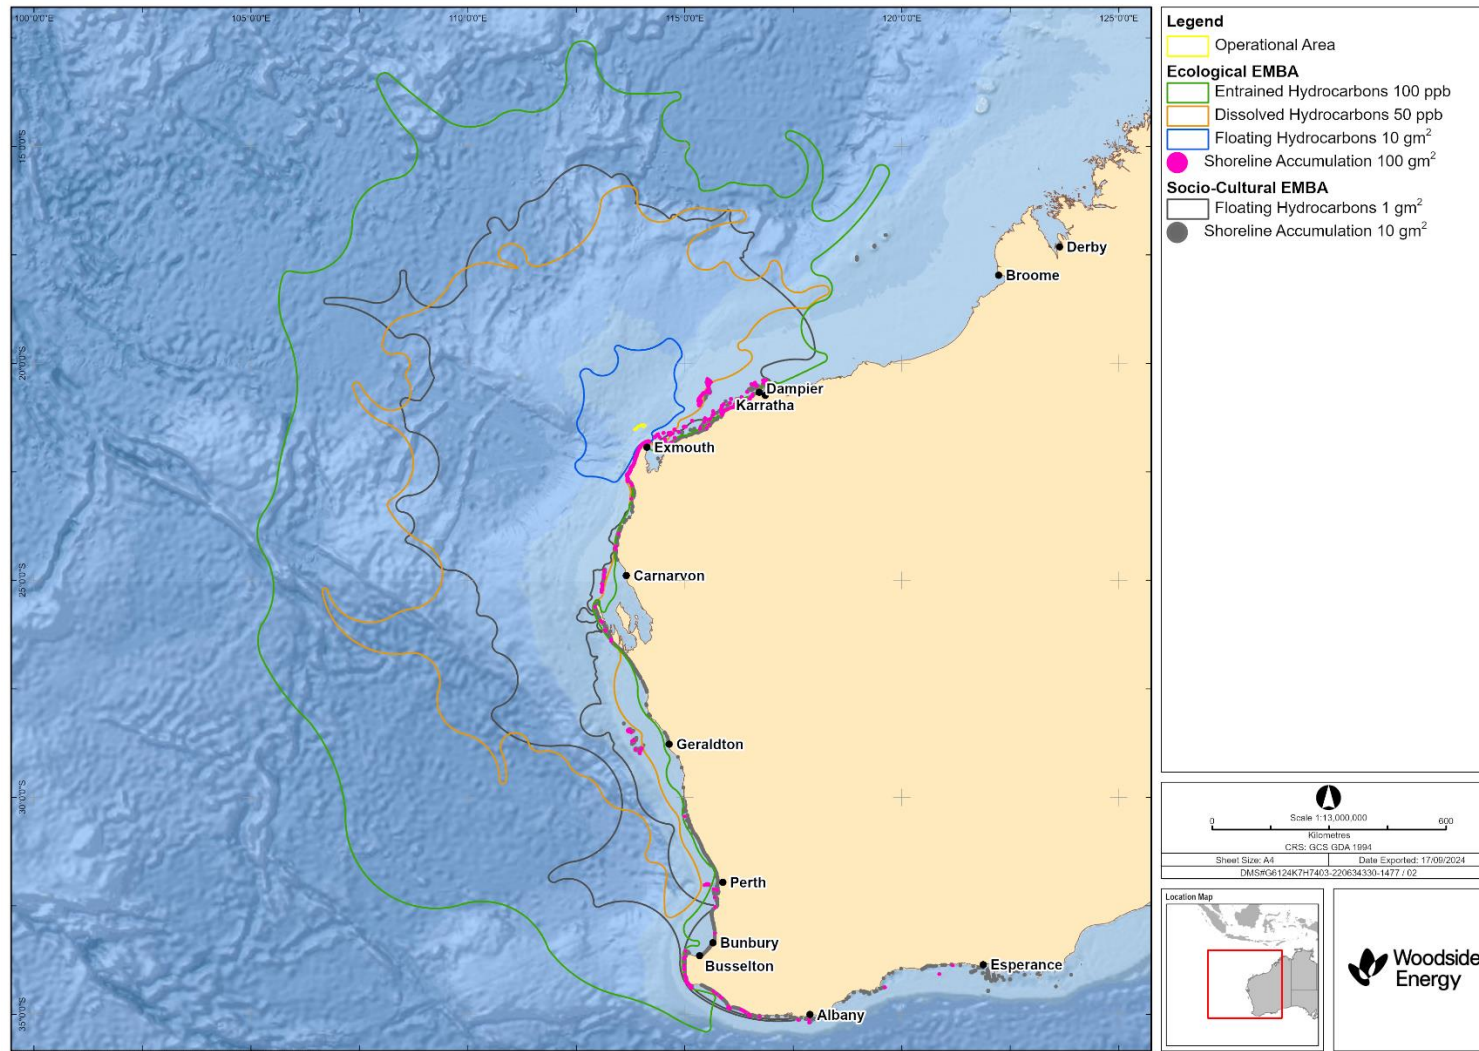 100°0'0"E
105°0'0"E
110°0'0"E
115°0'0"E
120°0'0"E
125°0'0"E
15°0'0"S
20°0'0"S
25°0'0"S
30°0'0"S
35°0'0"S
Derby
Broome
Dampier
Karratha
Exmouth
Carnarvon
Geraldton
Perth
Bunbury
Busselton
Esperance
Albany
Legend
Operational Area
Ecological EMBA
Entrained Hydrocarbons 100 ppb
Dissolved Hydrocarbons 50 ppb
Floating Hydrocarbons 10 gm²
Shoreline Accumulation 100 gm²
Socio-Cultural EMBA
Floating Hydrocarbons 1 gm²
Shoreline Accumulation 10 gm²
Scale 1:13,000,000
0 600
Kilometres
CRS: GCS GDA 1994
Sheet Size: A4 Date Exported: 17/09/2024
DMS#G6124K7H7403-220634330-1477 / 02
Location Map
Woodside
Energy